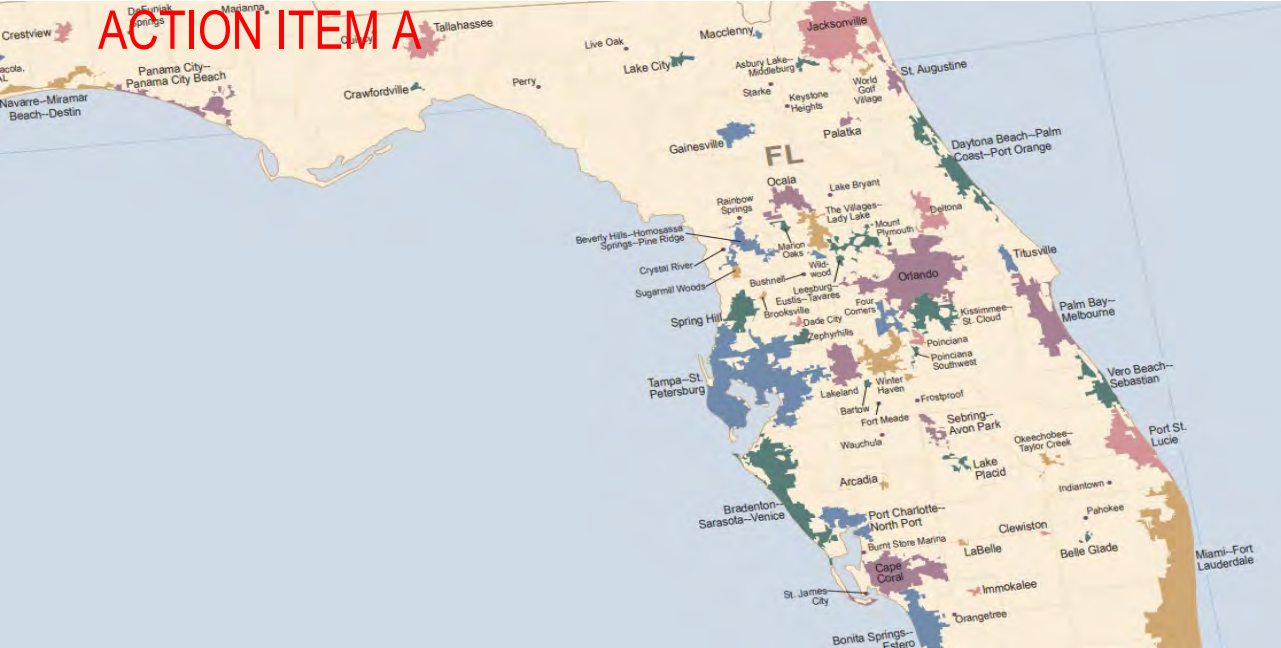 DeFuniak
Springs
Marianna
ACTION ITEM A
Crestview
Quincy
Tallahassee
Live Oak
Macclenny
Jacksonville
acola,
AL
Panama City--
Panama City Beach
Navarre--Miramar
Beach--Destin
Crawfordville
Perry
Lake City
Asbury Lake--
Middleburg
Starke
Keystone
Heights
World
Golf
Village
St. Augustine
Gainesville
Palatka
FL
Daytona Beach--Palm
Coast--Port Orange
Ocala
Lake Bryant
Rainbow
Springs
The Villages--
Lady Lake
Deltona
Mount
Plymouth
Beverly Hills--Homosassa
Springs--Pine Ridge
Marion
Oaks
Crystal River
Wild-
wood
Bushnell
Titusville
Orlando
Sugarmill Woods
Leesburg--
Eustis--Tavares
Brooksville
Four
Corners
Kissimmee--
St. Cloud
Palm Bay--
Melbourne
Spring Hill
Dade City
Zephyrhills
Poinciana
Poinciana
Southwest
Tampa--St.
Petersburg
Lakeland
Winter
Haven
Vero Beach--
Sebastian
Bartow
Fort Meade
Frostproof
Sebring--
Avon Park
Wauchula
Okeechobee--
Taylor Creek
Port St.
Lucie
Lake
Placid
Arcadia
Indiantown
Bradenton--
Sarasota--Venice
Port Charlotte--
North Port
Pahokee
Clewiston
Burnt Store Marina
LaBelle
Belle Glade
Miami--Fort
Lauderdale
Cape
Coral
St. James
City
Immokalee
Orangetree
Bonita Springs--
Estero